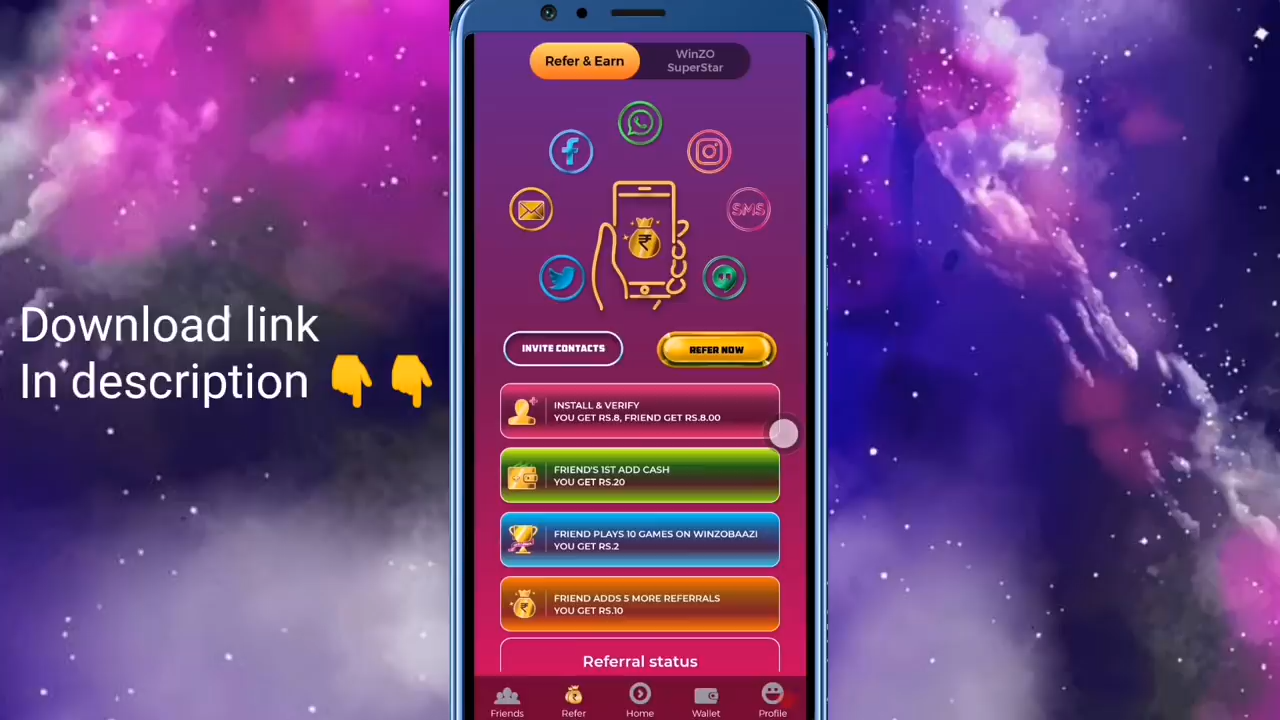 Refer & Earn
WinZO
SuperStar
SMS
Download link
In description 👇👇
INVITE CONTACTS
REFER NOW
INSTALL & VERIFY
YOU GET RS.8, FRIEND GET RS.8.00
FRIEND'S 1ST ADD CASH
YOU GET RS.20
FRIEND PLAYS 10 GAMES ON WINZOBAAZI
YOU GET RS.2
FRIEND ADDS 5 MORE REFERRALS
YOU GET RS.10
Referral status
Friends
Refer
Home
Wallet
Profile